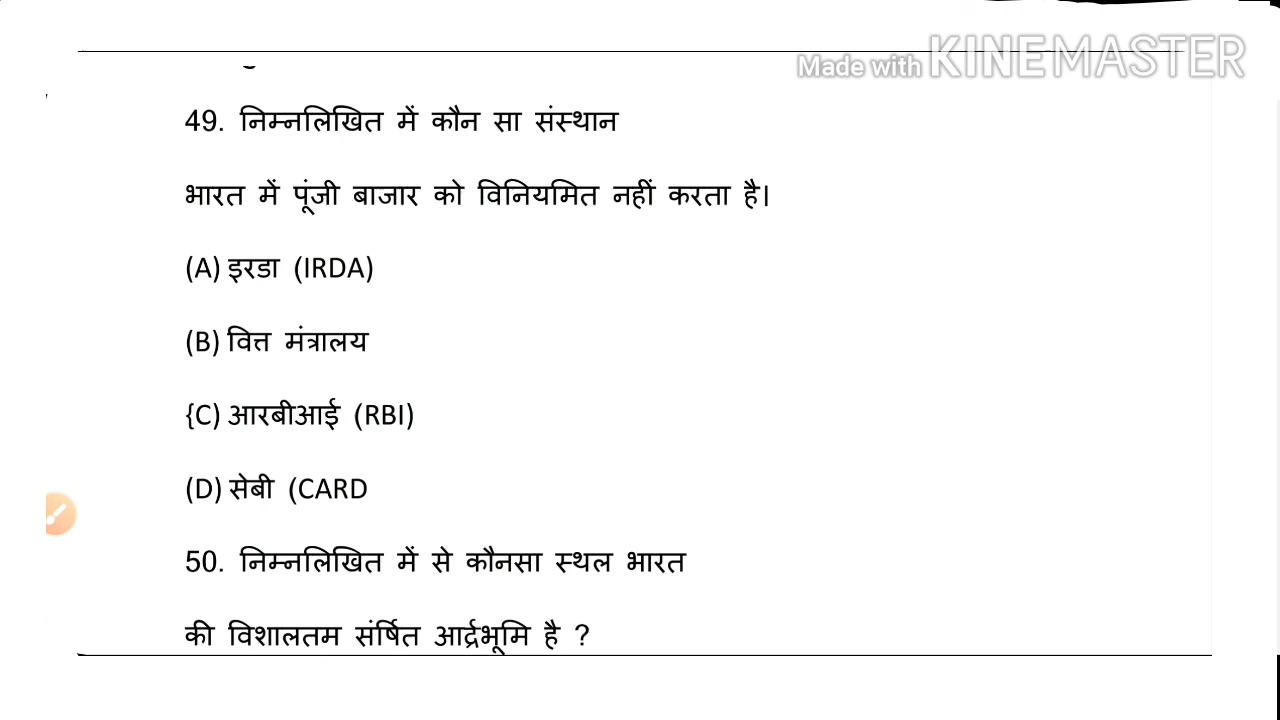 Made with KINEMASTER
49. निम्नलिखित में कौन सा संस्थान
भारत में पूंजी बाजार को विनियमित नहीं करता है।
(A) इरडा (IRDA)
(B) वित्त मंत्रालय
{C) आरबीआई (RBI)
(D) सेबी (CARD
50. निम्नलिखित में से कौनसा स्थल भारत
की विशालतम संर्षित आर्द्रभूमि है ?